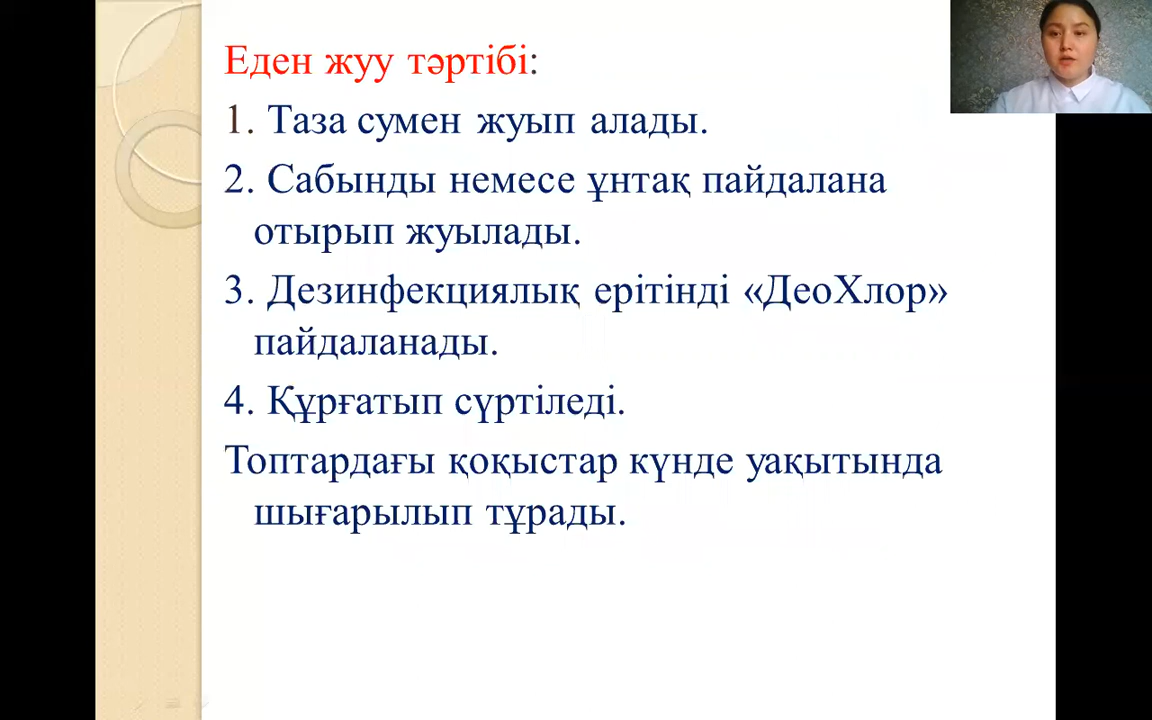 Еден жуу тәртібі:
1. Таза сумен жуып алады.
2. Сабынды немесе ұнтақ пайдалана
отырып жуылады.
3. Дезинфекциялық ерітінді «ДеоХлор»
пайдаланады.
4. Құрғатып сүртіледі.
Топтардағы қоқыстар күнде уақытында
шығарылып тұрады.